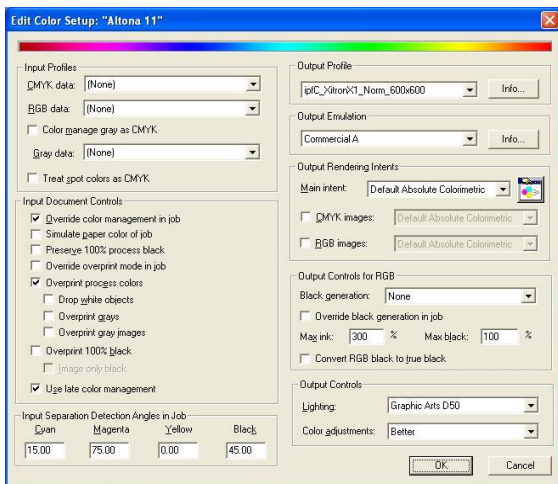 Edit Color Setup: "Altona 11"
Input Profiles
CMYK data: (None)
RGB data: (None)
Color manage gray as CMYK
Gray data: (None)
Treat spot colors as CMYK
Input Document Controls
Override color management in job
Simulate paper color of job
Preserve 100% process black
Override overprint mode in job
Overprint process colors
Drop white objects
Overprint grays
Overprint gray images
Overprint 100% black
Image only black
Use late color management
Input Separation Detection Angles in Job
Cyan Magenta Yellow Black
15.00 75.00 0.00 45.00
Output Profile
ipfC_XitronX1_Norm_600x600 Info...
Output Emulation
Commercial A Info...
Output Rendering Intents
Main intent: Default Absolute Colorimetric
CMYK images: Default Absolute Colorimetric
RGB images: Default Absolute Colorimetric
Output Controls for RGB
Black generation: None
Override black generation in job
Max ink: 300 % Max black: 100 %
Convert RGB black to true black
Output Controls
Lighting: Graphic Arts D50
Color adjustments: Better
OK Cancel